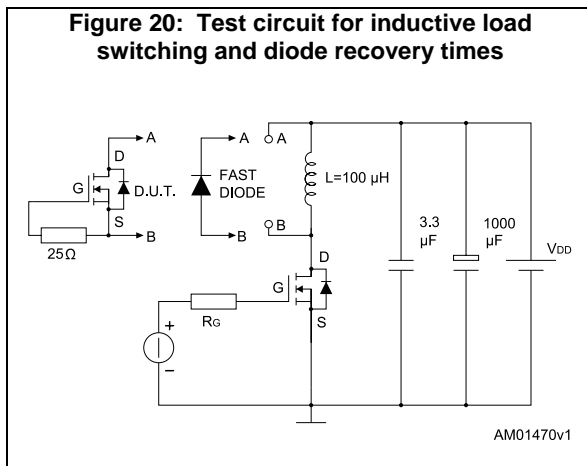 Figure 20: Test circuit for inductive load
switching and diode recovery times
A
D
G
D.U.T.
S
B
25Ω
A
FAST
DIODE
B
A
L=100 µH
B
D
G
S
RG
+
-
3.3
µF
1000
µF
VDD
AM01470v1